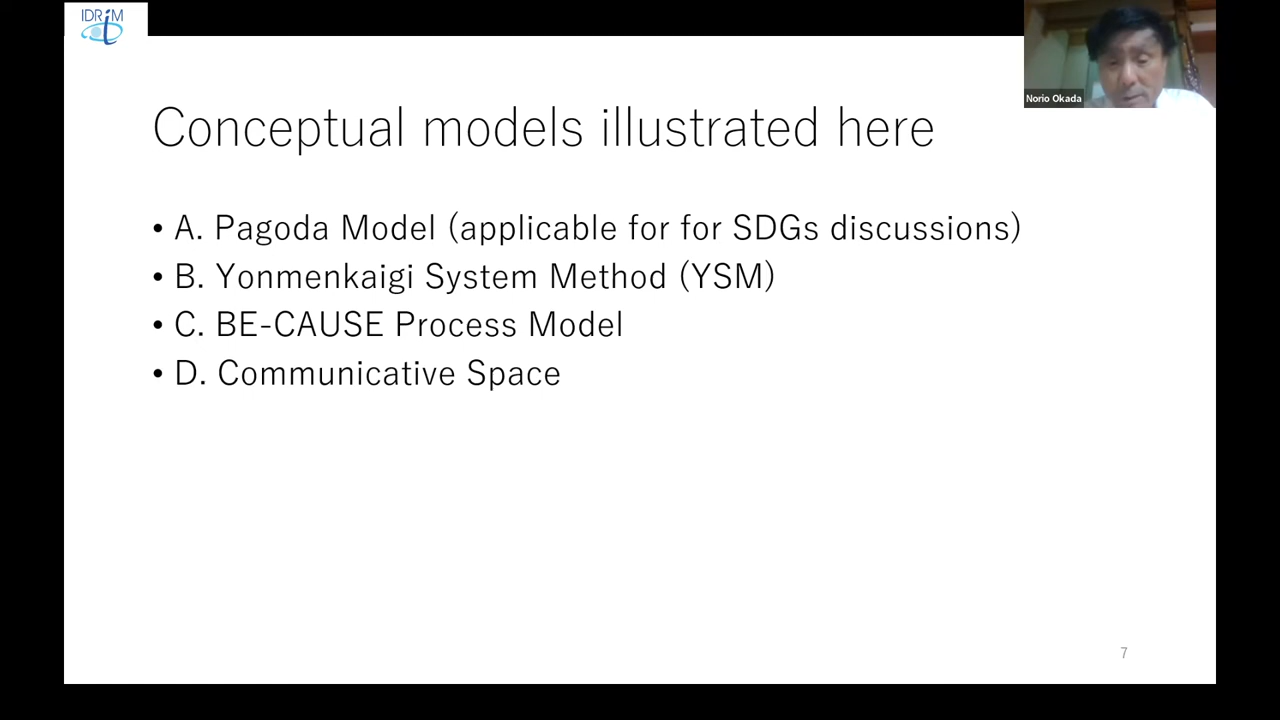 IDRiM
Norio Okada
Conceptual models illustrated here
• A. Pagoda Model (applicable for for SDGs discussions)
• B. Yonmenkaigi System Method (YSM)
• C. BE-CAUSE Process Model
• D. Communicative Space
7